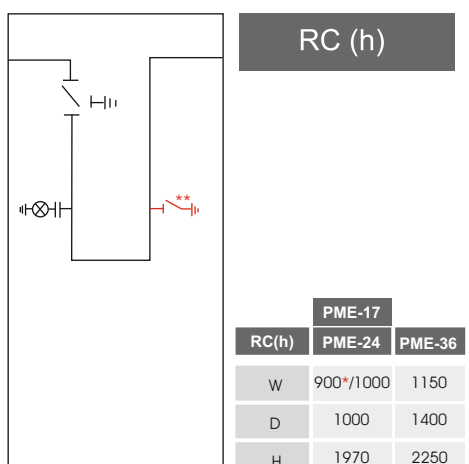 RC (h)
**
PME-17
RC(h) PME-24 PME-36
W 900*/1000 1150
D 1000 1400
H 1970 2250